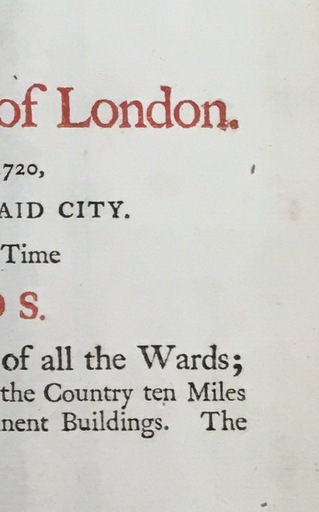 of London.
720,
AID CITY.
Time
S.
of all the Wards;
the Country ten Miles
nent Buildings. The